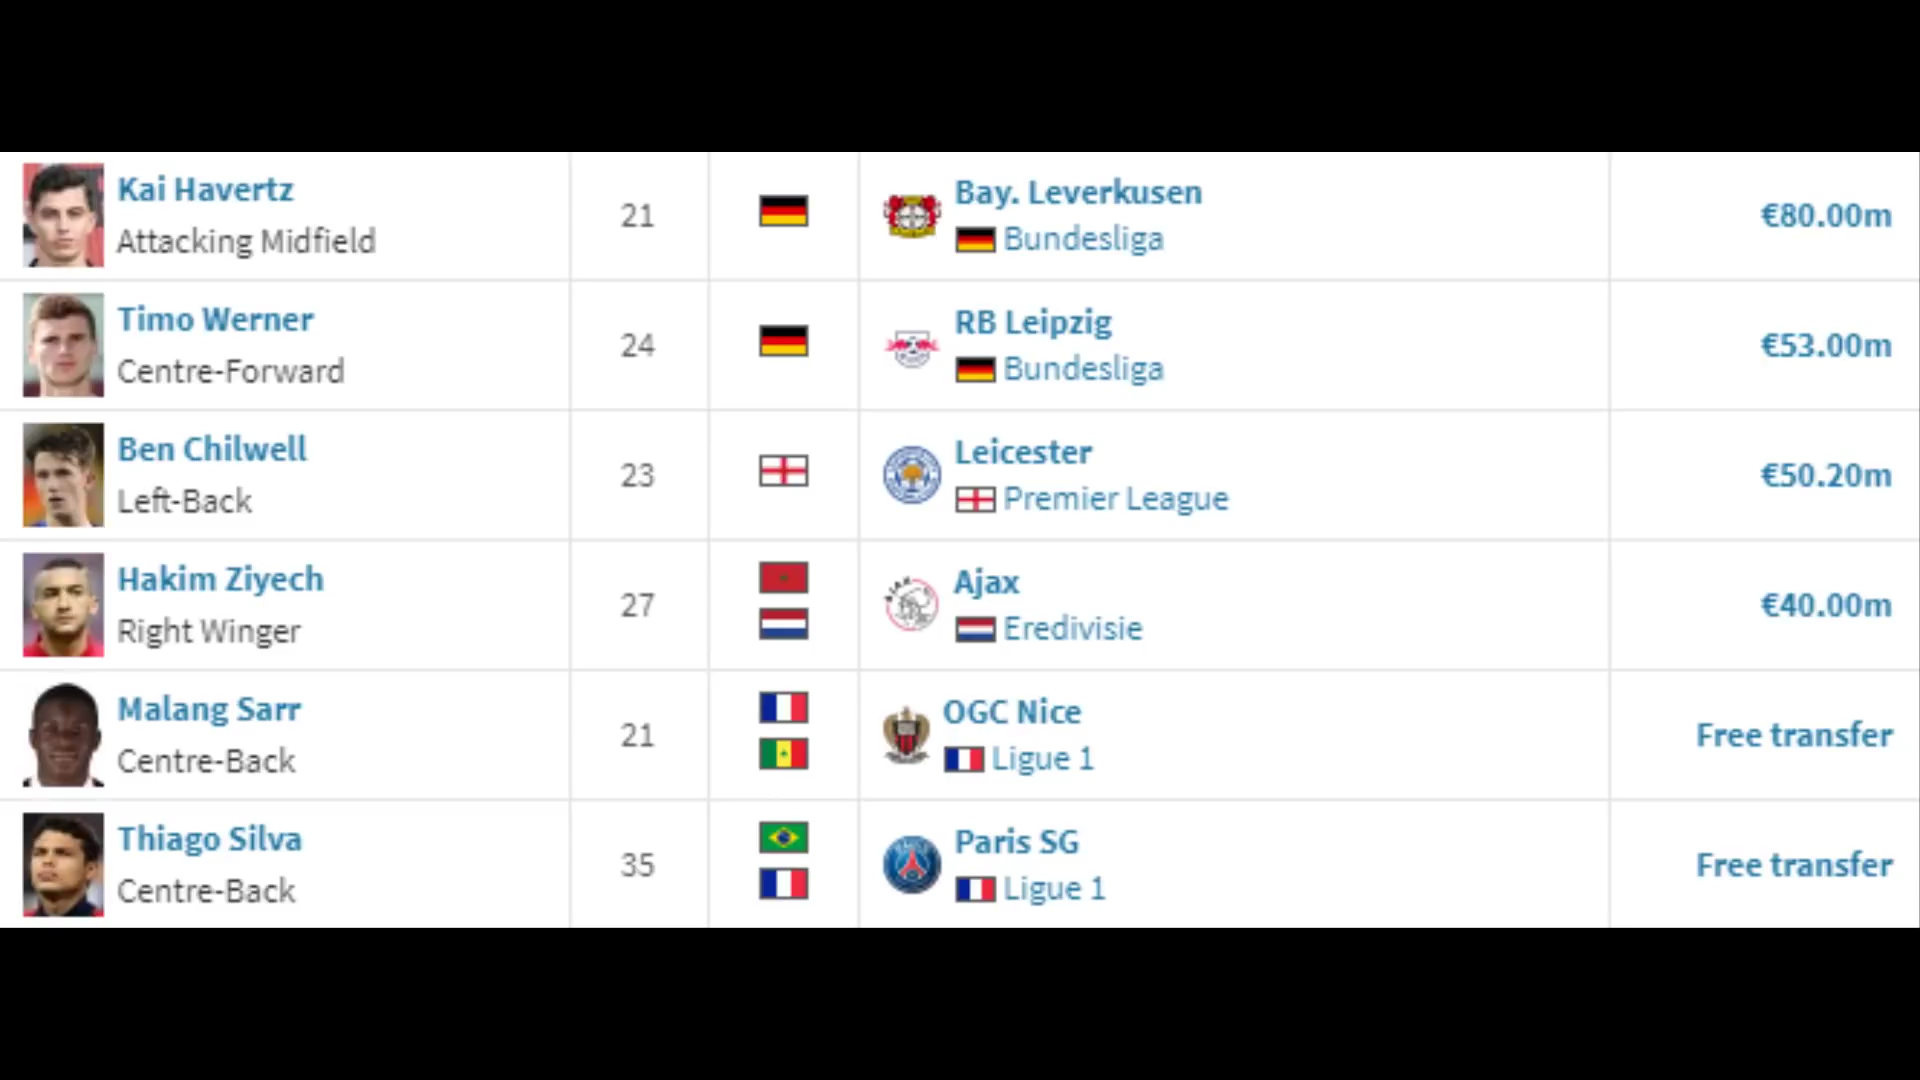 Kai Havertz
Attacking Midfield
21
Bay. Leverkusen
Bundesliga
€80.00m
Timo Werner
Centre-Forward
24
RB Leipzig
Bundesliga
€53.00m
Ben Chilwell
Left-Back
23
Leicester
Premier League
€50.20m
Hakim Ziyech
Right Winger
27
Ajax
Eredivisie
€40.00m
Malang Sarr
Centre-Back
21
OGC Nice
Ligue 1
Free transfer
Thiago Silva
Centre-Back
35
Paris SG
Ligue 1
Free transfer